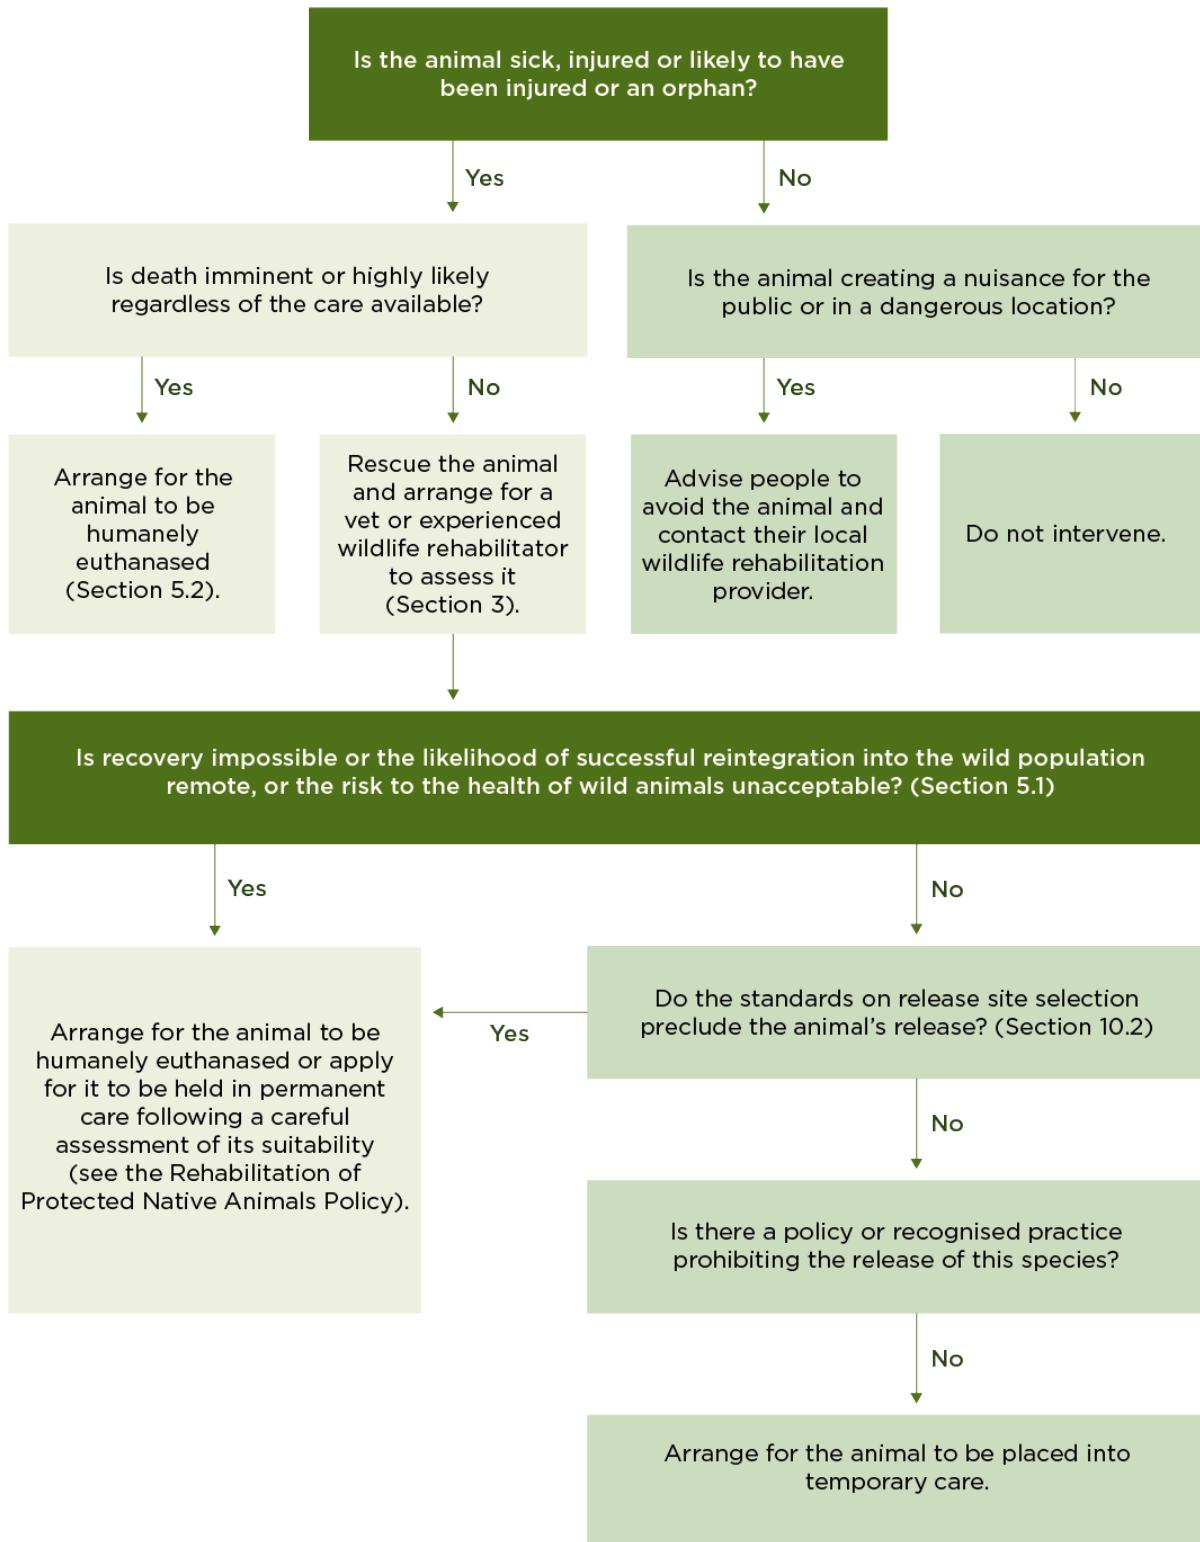 Is the animal sick, injured or likely to have
been injured or an orphan?
Yes
No
Is death imminent or highly likely
regardless of the care available?
Is the animal creating a nuisance for the
public or in a dangerous location?
Yes
No
Yes
No
Arrange for the
animal to be
humanely
euthanased
(Section 5.2).
Rescue the animal
and arrange for a
vet or experienced
wildlife rehabilitator
to assess it
(Section 3).
Advise people to
avoid the animal and
contact their local
wildlife rehabilitation
provider.
Do not intervene.
Is recovery impossible or the likelihood of successful reintegration into the wild population
remote, or the risk to the health of wild animals unacceptable? (Section 5.1)
Yes
No
Arrange for the animal to be
humanely euthanased or apply
for it to be held in permanent
care following a careful
assessment of its suitability
(see the Rehabilitation of
Protected Native Animals Policy).
Yes
Do the standards on release site selection
preclude the animal's release? (Section 10.2)
No
Is there a policy or recognised practice
prohibiting the release of this species?
No
Arrange for the animal to be placed into
temporary care.